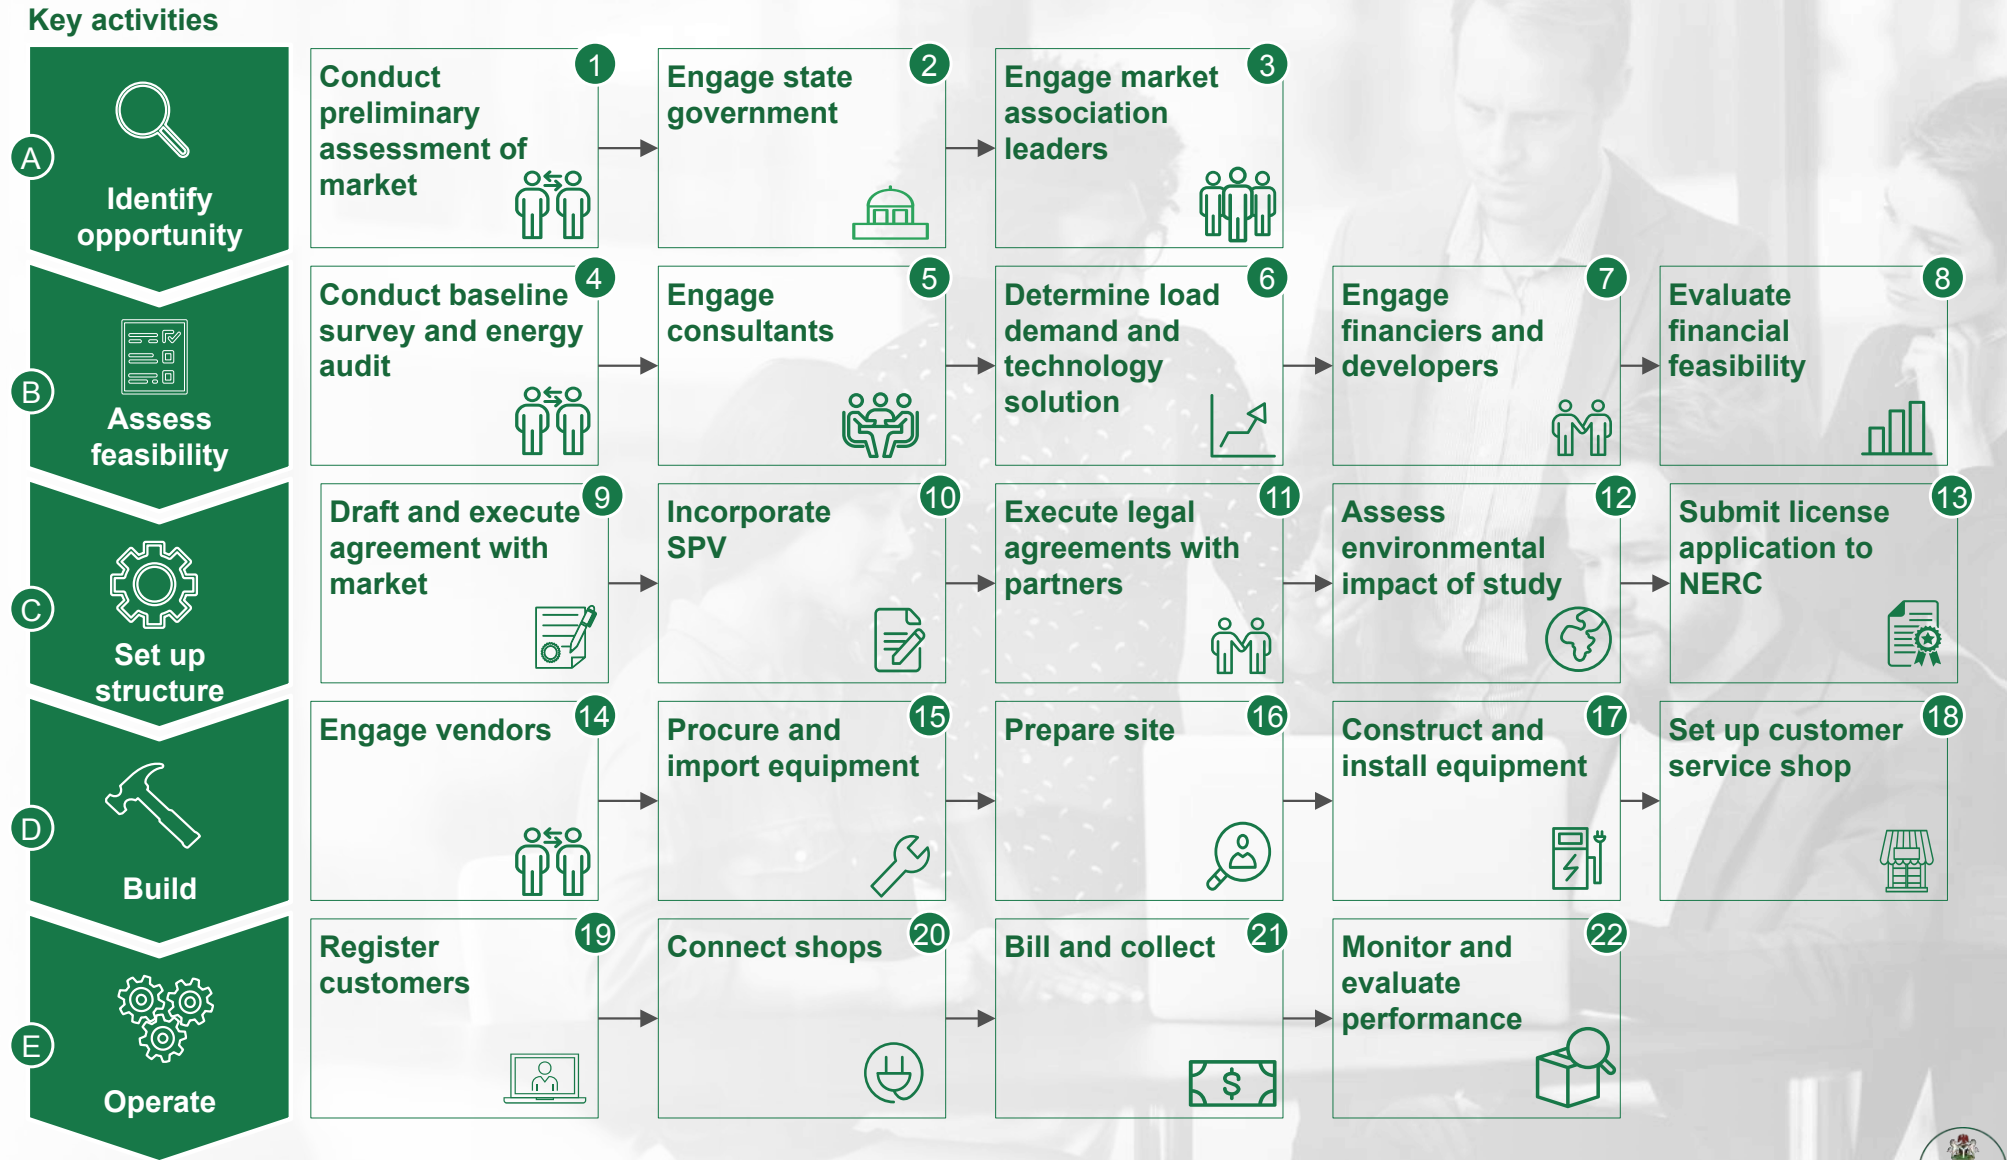 Key activities
A
Identify
opportunity
1
Conduct
preliminary
assessment of
market
2
Engage state
government
3
Engage market
association
leaders
B
Assess
feasibility
4
Conduct baseline
survey and energy
audit
5
Engage
consultants
6
Determine load
demand and
technology
solution
7
Engage
financiers and
developers
8
Evaluate
financial
feasibility
C
Set up
structure
9
Draft and execute
agreement with
market
10
Incorporate
SPV
11
Execute legal
agreements with
partners
12
Assess
environmental
impact of study
13
Submit license
application to
NERC
D
Build
14
Engage vendors
15
Procure and
import equipment
16
Prepare site
17
Construct and
install equipment
18
Set up customer
service shop
E
Operate
19
Register
customers
20
Connect shops
21
Bill and collect
$
22
Monitor and
evaluate
performance